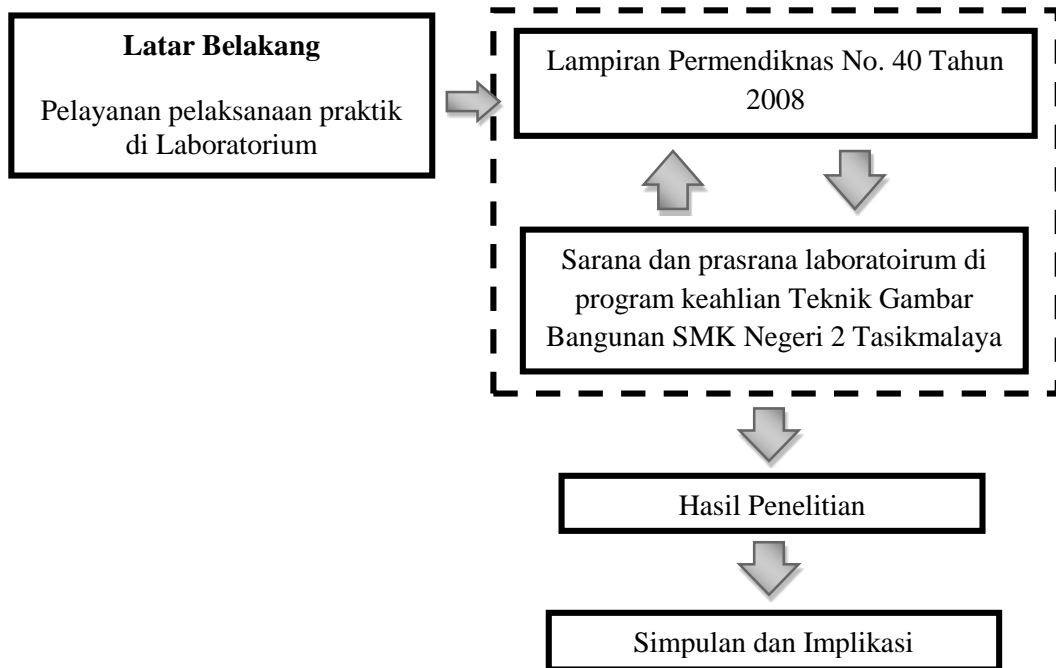 Latar Belakang
Pelayanan pelaksanaan praktik
di Laboratorium
Lampiran Permendiknas No. 40 Tahun
2008
Sarana dan prasrana laboratoirum di
program keahlian Teknik Gambar
Bangunan SMK Negeri 2 Tasikmalaya
Hasil Penelitian
Simpulan dan Implikasi